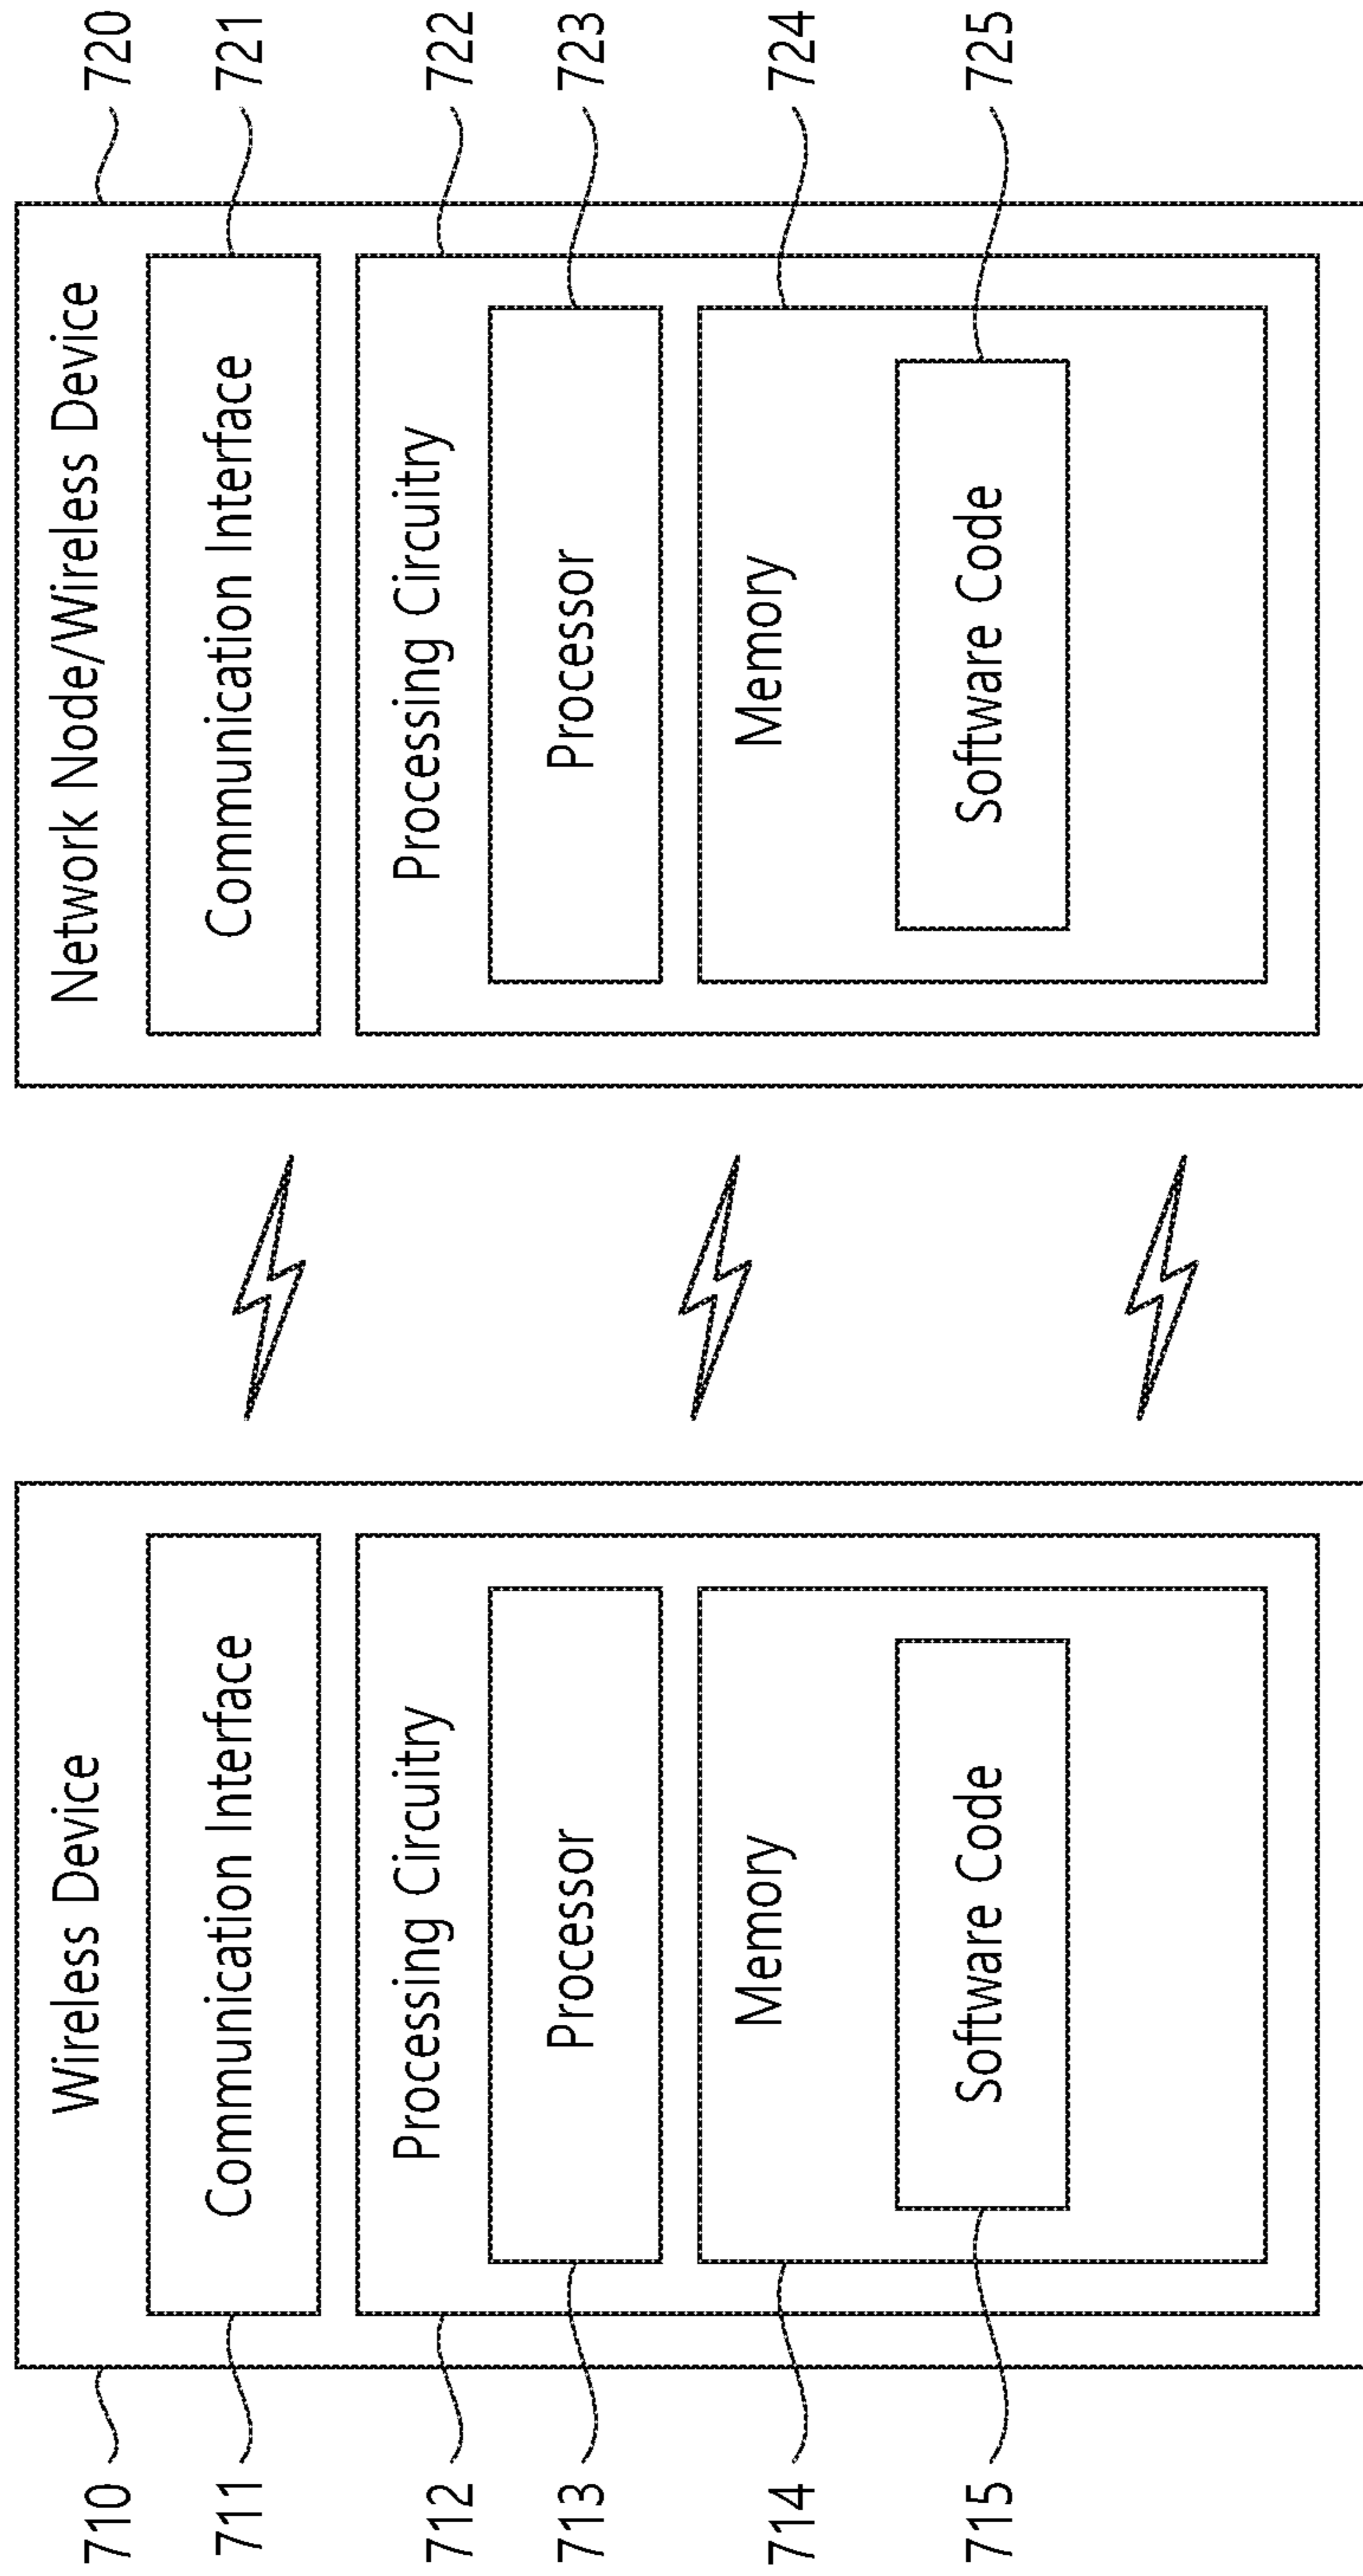 710
Wireless Device
711
Communication Interface
712
Processing Circuitry
713
Processor
714
Memory
715
Software Code
Network Node/Wireless Device
720
Communication Interface
721
Processing Circuitry
722
Processor
723
Memory
724
Software Code
725